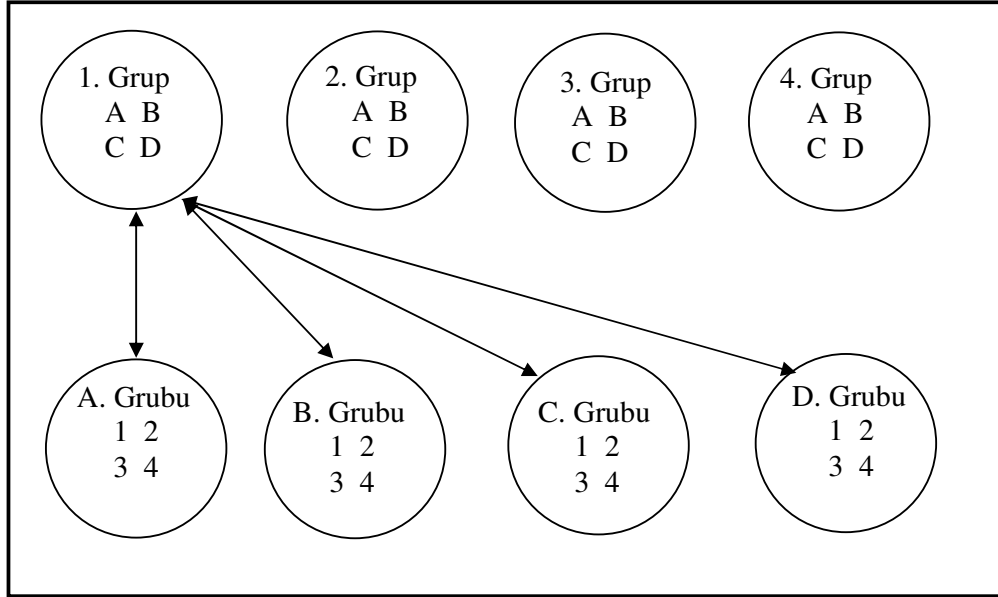 1. Grup
A B
C D
2. Grup
A B
C D
3. Grup
A B
C D
4. Grup
A B
C D
A. Grubu
1 2
3 4
B. Grubu
1 2
3 4
C. Grubu
1 2
3 4
D. Grubu
1 2
3 4